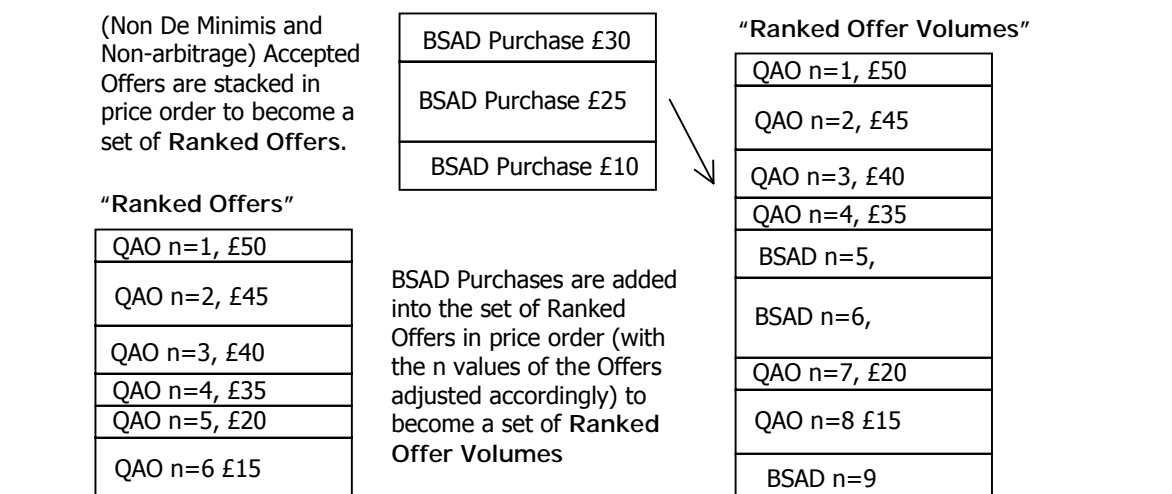 (Non De Minimis and
Non-arbitrage) Accepted
Offers are stacked in
price order to become a
set of Ranked Offers.
"Ranked Offers"
QAO n=1, £50
QAO n=2, £45
QAO n=3, £40
QAO n=4, £35
QAO n=5, £20
QAO n=6 £15
BSAD Purchase £30
BSAD Purchase £25
BSAD Purchase £10
BSAD Purchases are added
into the set of Ranked
Offers in price order (with
the n values of the Offers
adjusted accordingly) to
become a set of Ranked
Offer Volumes
"Ranked Offer Volumes"
QAO n=1, £50
QAO n=2, £45
QAO n=3, £40
QAO n=4, £35
BSAD n=5,
BSAD n=6,
QAO n=7, £20
QAO n=8 £15
BSAD n=9